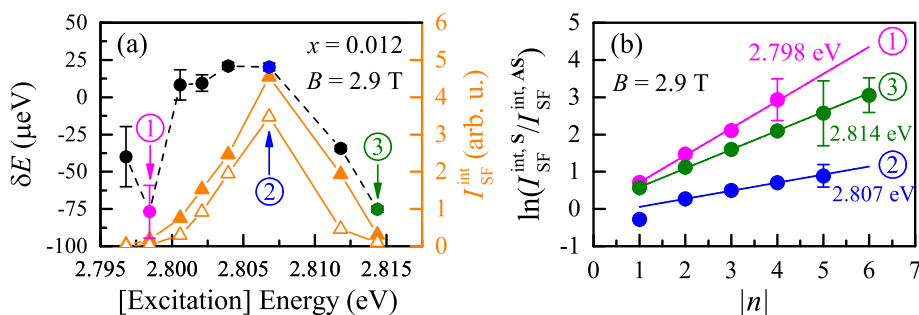 (a)
x = 0.012
B = 2.9 T
50
25
0
-25
-50
-75
-100
δE (μeV)
6
5
4
3
2
1
0
I_SF^int (arb. u.)
1
2
3
2.795 2.800 2.805 2.810 2.815
[Excitation] Energy (eV)
(b)
B = 2.9 T
2.798 eV
1
3
2.814 eV
2
2.807 eV
5
4
3
2
1
0
-1
ln(I_SF^int, S/I_SF^int, AS)
0 1 2 3 4 5 6 7
|n|